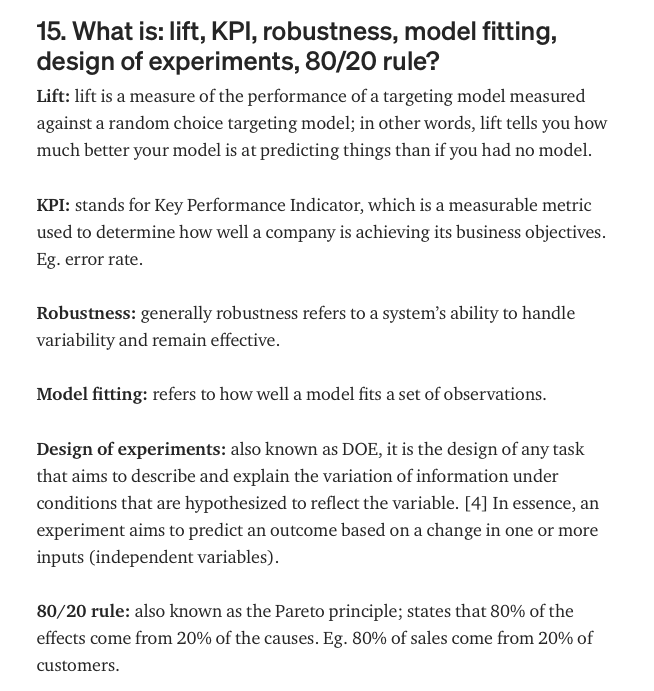 15. What is: lift, KPI, robustness, model fitting,
design of experiments, 80/20 rule?
Lift: lift is a measure of the performance of a targeting model measured
against a random choice targeting model; in other words, lift tells you how
much better your model is at predicting things than if you had no model.
KPI: stands for Key Performance Indicator, which is a measurable metric
used to determine how well a company is achieving its business objectives.
Eg. error rate.
Robustness: generally robustness refers to a system’s ability to handle
variability and remain effective.
Model fitting: refers to how well a model fits a set of observations.
Design of experiments: also known as DOE, it is the design of any task
that aims to describe and explain the variation of information under
conditions that are hypothesized to reflect the variable. [4] In essence, an
experiment aims to predict an outcome based on a change in one or more
inputs (independent variables).
80/20 rule: also known as the Pareto principle; states that 80% of the
effects come from 20% of the causes. Eg. 80% of sales come from 20% of
customers.